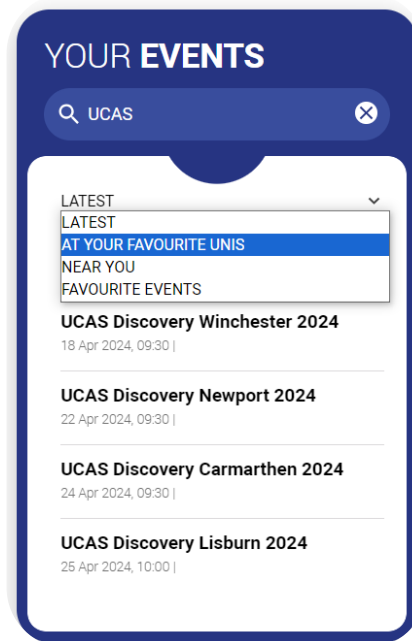 YOUR EVENTS
UCAS
LATEST
LATEST
AT YOUR FAVOURITE UNIS
NEAR YOU
FAVOURITE EVENTS
UCAS Discovery Winchester 2024
18 Apr 2024, 09:30 |
UCAS Discovery Newport 2024
22 Apr 2024, 09:30 |
UCAS Discovery Carmarthen 2024
24 Apr 2024, 09:30 |
UCAS Discovery Lisburn 2024
25 Apr 2024, 10:00 |